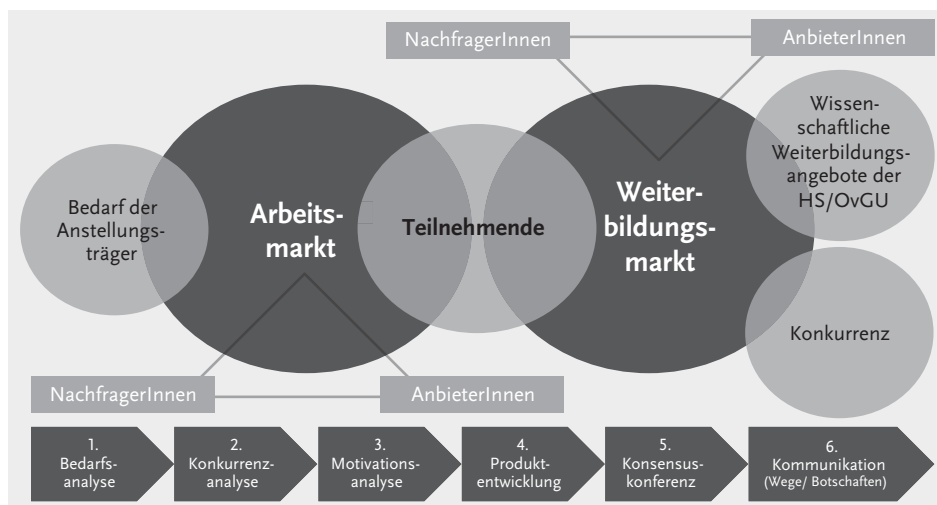 NachfragerInnen
AnbieterInnen
Wissen-
schaftliche
Weiterbildungs-
angebote der
HS/OvGU
Bedarf der
Anstellungs-
träger
Arbeits-
markt
Teilnehmende
Weiter-
bildungs-
markt
Konkurrenz
NachfragerInnen
AnbieterInnen
1.
Bedarfs-
analyse
2.
Konkurrenz-
analyse
3.
Motivations-
analyse
4.
Produkt-
entwicklung
5.
Konsensus-
konferenz
6.
Kommunikation
(Wege/ Botschaften)